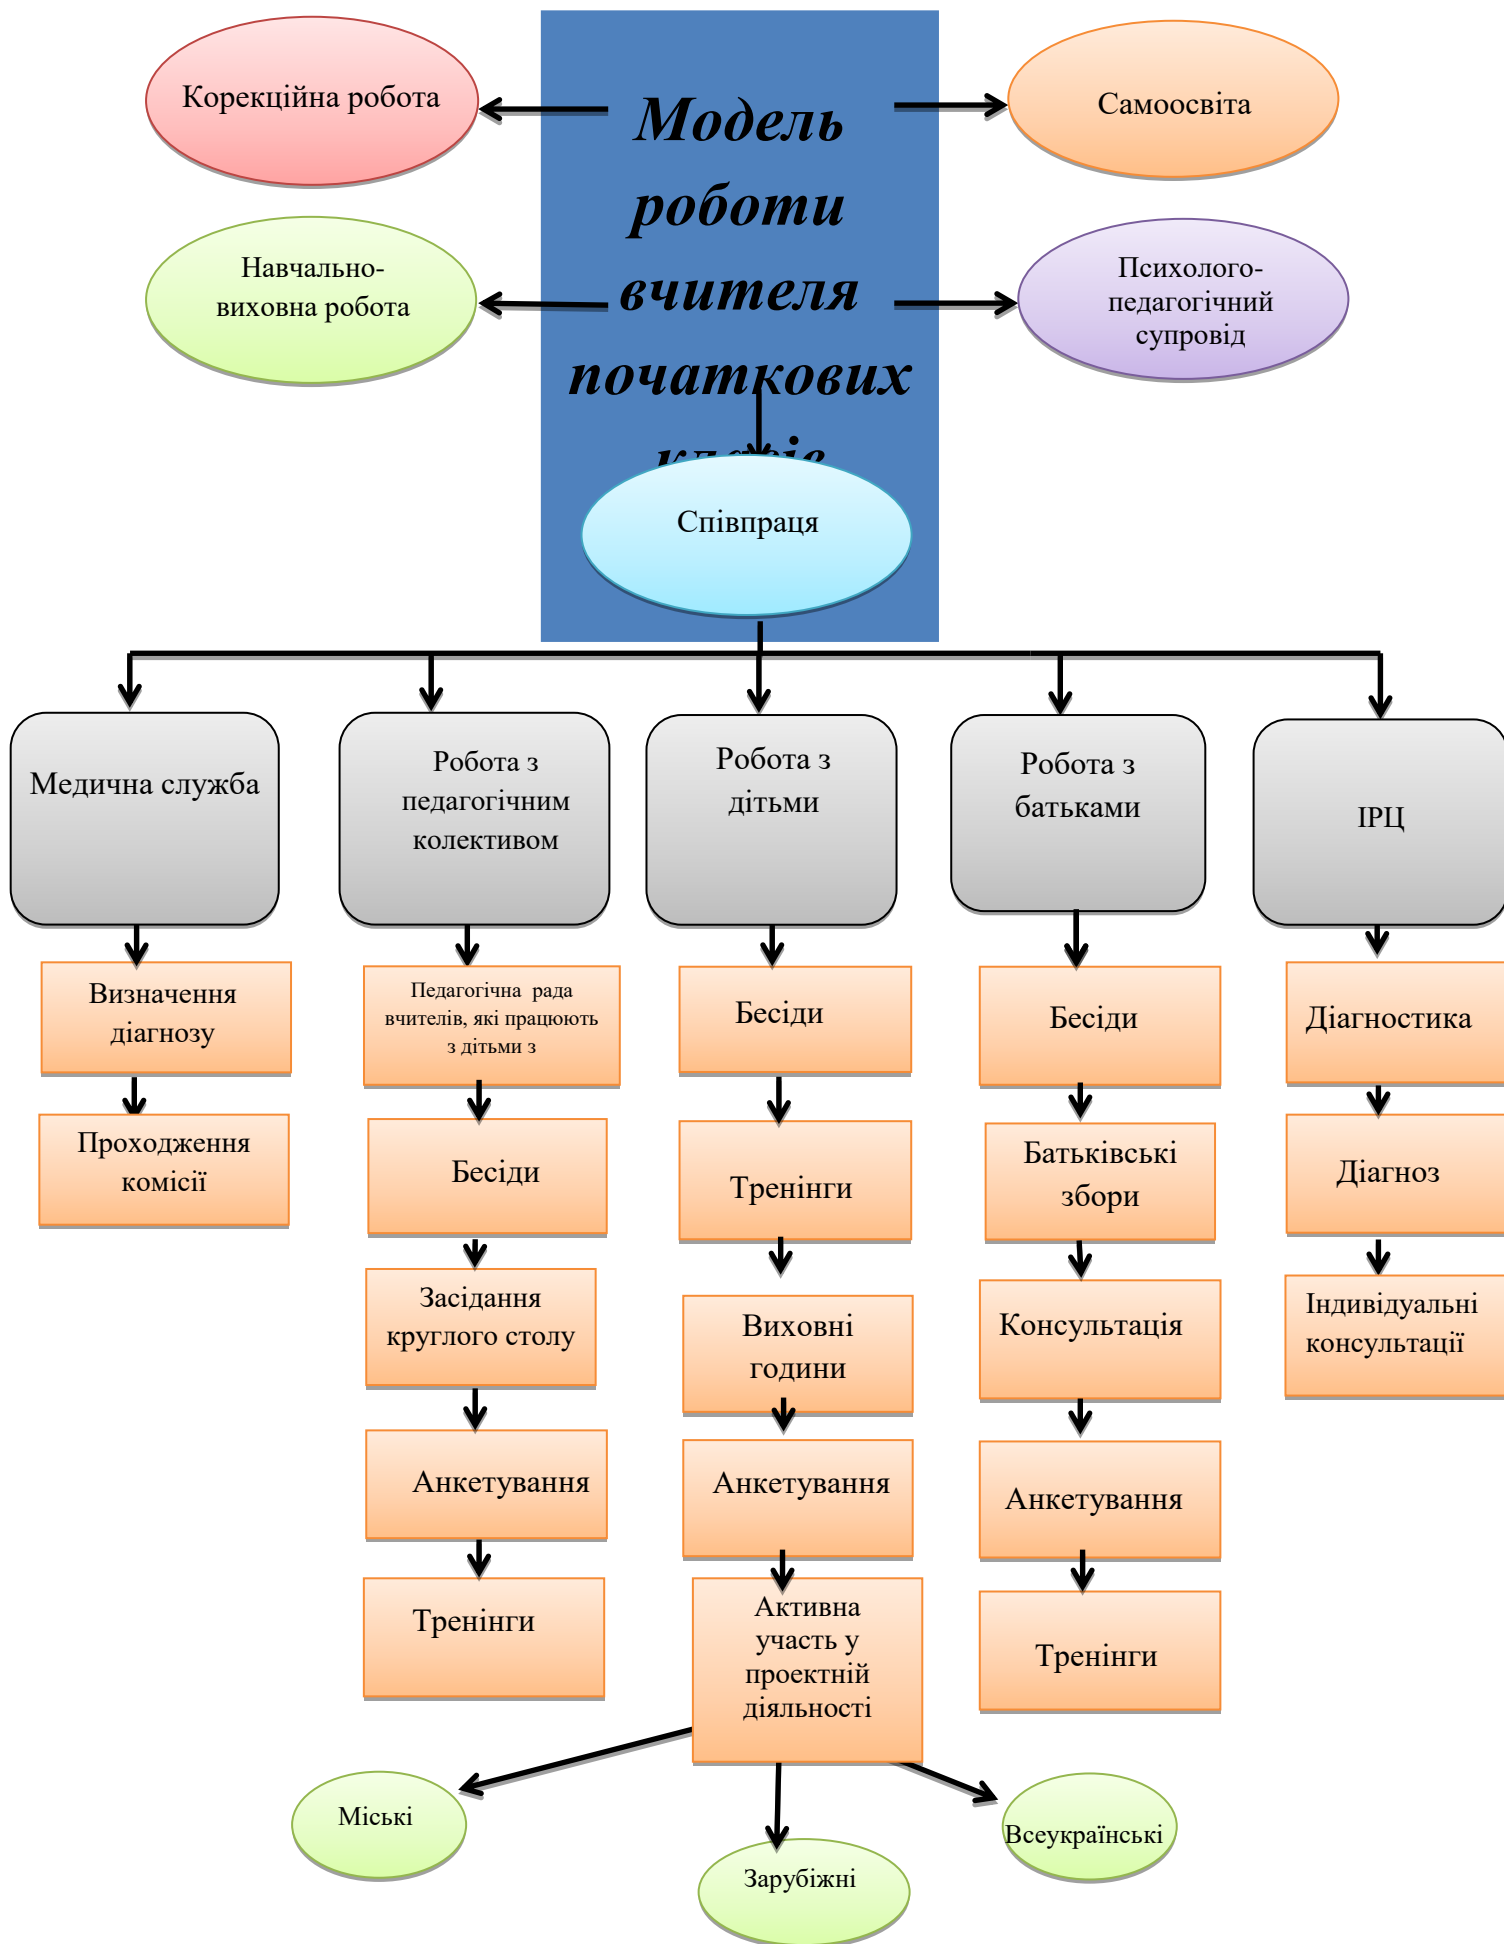 Корекційна робота
Модель
роботи
вчителя
початкових
класів
Самоосвіта
Навчально-
виховна робота
Психолого-
педагогічний
супровід
Співпраця
Медична служба
Робота з
педагогічним
колективом
Робота з
дітьми
Робота з
батьками
ІРЦ
Визначення
діагнозу
Проходження
комісії
Педагогічна рада
вчителів, які працюють
з дітьми з
Бесіди
Засідання
круглого столу
Анкетування
Тренінги
Бесіди
Тренінги
Виховні
години
Анкетування
Активна
участь у
проектній
діяльності
Бесіди
Батьківські
збори
Консультація
Анкетування
Тренінги
Діагностика
Діагноз
Індивідуальні
консультації
Міські
Зарубіжні
Всеукраїнські